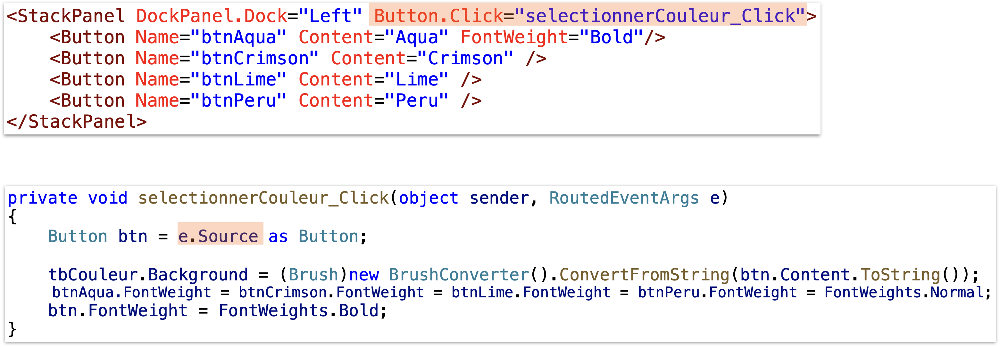 <StackPanel DockPanel.Dock="Left" Button.Click="selectionnerCouleur_Click">
    <Button Name="btnAqua" Content="Aqua" FontWeight="Bold"/>
    <Button Name="btnCrimson" Content="Crimson" />
    <Button Name="btnLime" Content="Lime" />
    <Button Name="btnPeru" Content="Peru" />
</StackPanel>
private void selectionnerCouleur_Click(object sender, RoutedEventArgs e)
{
    Button btn = e.Source as Button;
    tbCouleur.Background = (Brush)new BrushConverter().ConvertFromString(btn.Content.ToString());
    btnAqua.FontWeight = btnCrimson.FontWeight = btnLime.FontWeight = btnPeru.FontWeight = FontWeights.Normal;
    btn.FontWeight = FontWeights.Bold;
}